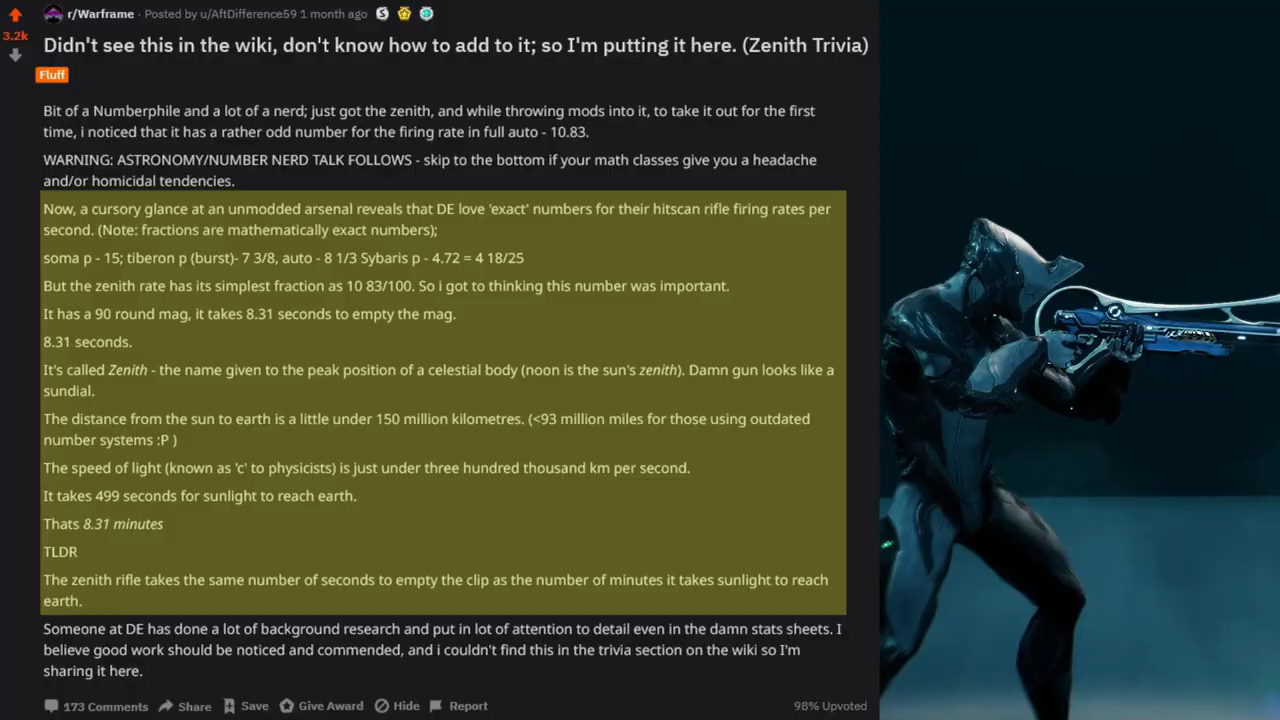 r/Warframe · Posted by u/AftDifference59 1 month ago
3.2k
Didn't see this in the wiki, don't know how to add to it; so I'm putting it here. (Zenith Trivia)
Fluff
Bit of a Numberphile and a lot of a nerd; just got the zenith, and while throwing mods into it, to take it out for the first
time, i noticed that it has a rather odd number for the firing rate in full auto - 10.83.
WARNING: ASTRONOMY/NUMBER NERD TALK FOLLOWS - skip to the bottom if your math classes give you a headache
and/or homicidal tendencies.
Now, a cursory glance at an unmodded arsenal reveals that DE love 'exact' numbers for their hitscan rifle firing rates per
second. (Note: fractions are mathematically exact numbers);
soma p - 15; tiberon p (burst)- 7 3/8, auto - 8 1/3 Sybaris p - 4.72 = 4 18/25
But the zenith rate has its simplest fraction as 10 83/100. So i got to thinking this number was important.
It has a 90 round mag, it takes 8.31 seconds to empty the mag.
8.31 seconds.
It's called Zenith - the name given to the peak position of a celestial body (noon is the sun's zenith). Damn gun looks like a
sundial.
The distance from the sun to earth is a little under 150 million kilometres. (<93 million miles for those using outdated
number systems :P )
The speed of light (known as 'c' to physicists) is just under three hundred thousand km per second.
It takes 499 seconds for sunlight to reach earth.
Thats 8.31 minutes
TLDR
The zenith rifle takes the same number of seconds to empty the clip as the number of minutes it takes sunlight to reach
earth.
Someone at DE has done a lot of background research and put in lot of attention to detail even in the damn stats sheets. I
believe good work should be noticed and commended, and i couldn't find this in the trivia section on the wiki so I'm
sharing it here.
173 Comments Share Save Give Award Hide Report 98% Upvoted